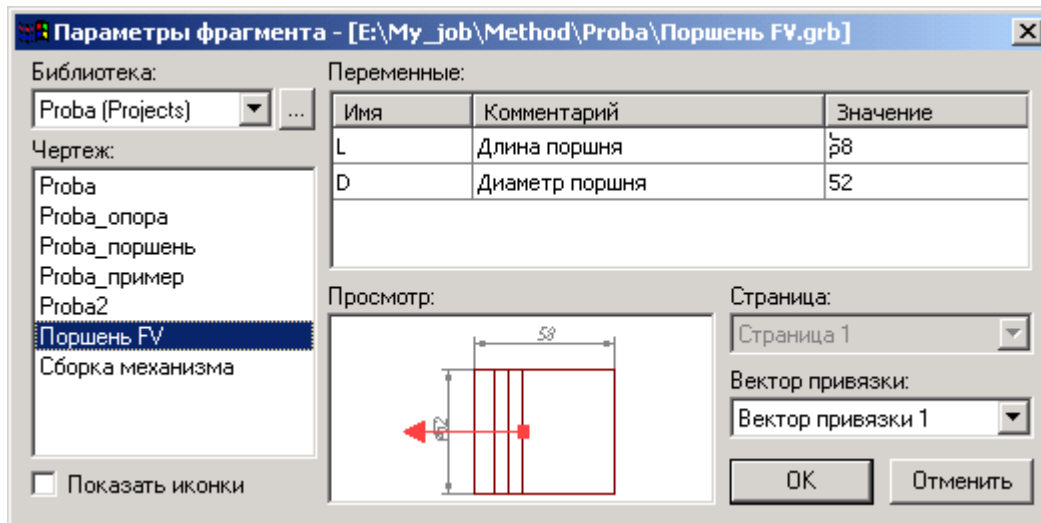 Параметры фрагмента - [E:\My_job\Method\Proba\Поршень FV.grb]
Библиотека:
Proba (Projects)
...
Чертеж:
Proba
Proba_опора
Proba_поршень
Proba_пример
Proba2
Поршень FV
Сборка механизма
Показать иконки
Переменные:
Имя Комментарий Значение
L Длина поршня 58
D Диаметр поршня 52
Просмотр:
58
ø52
Страница:
Страница 1
Вектор привязки:
Вектор привязки 1
OK Отменить